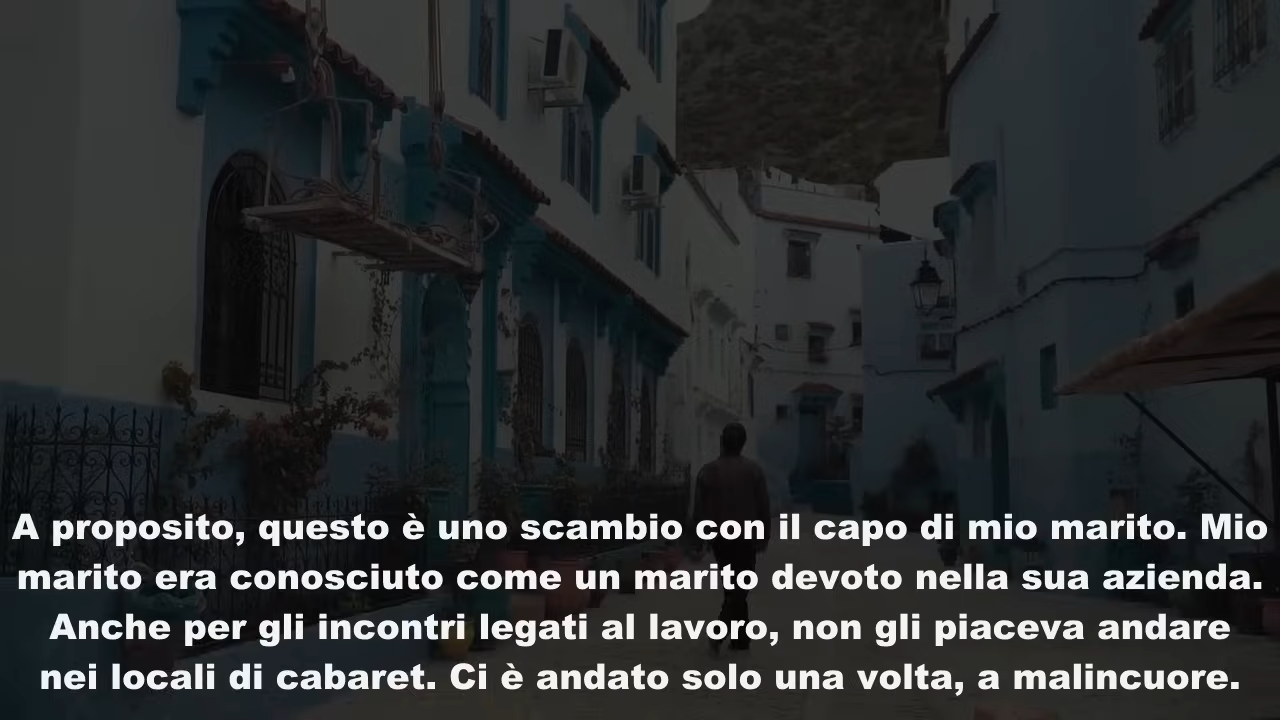 A proposito, questo è uno scambio con il capo di mio marito. Mio
marito era conosciuto come un marito devoto nella sua azienda.
Anche per gli incontri legati al lavoro, non gli piaceva andare
nei locali di cabaret. Ci è andato solo una volta, a malincuore.